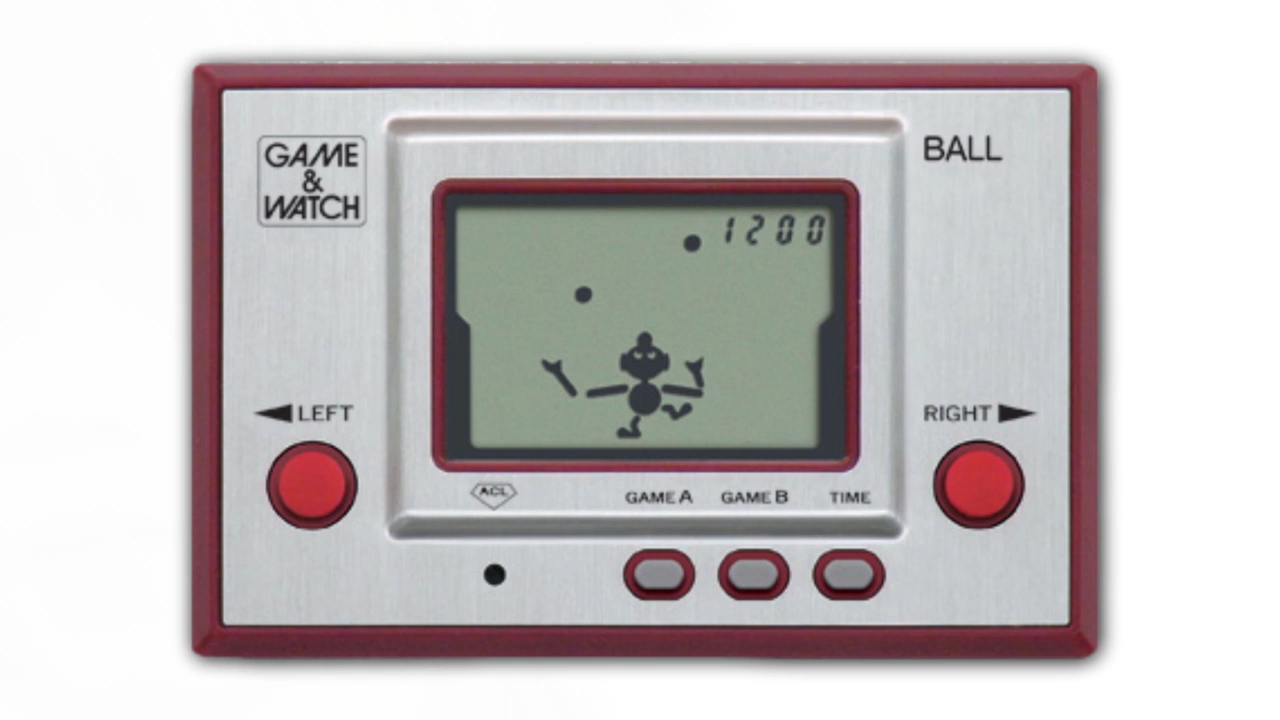 GAME
&
WATCH
BALL
1200
◀ LEFT
RIGHT ▶
ACL
GAME A
GAME B
TIME